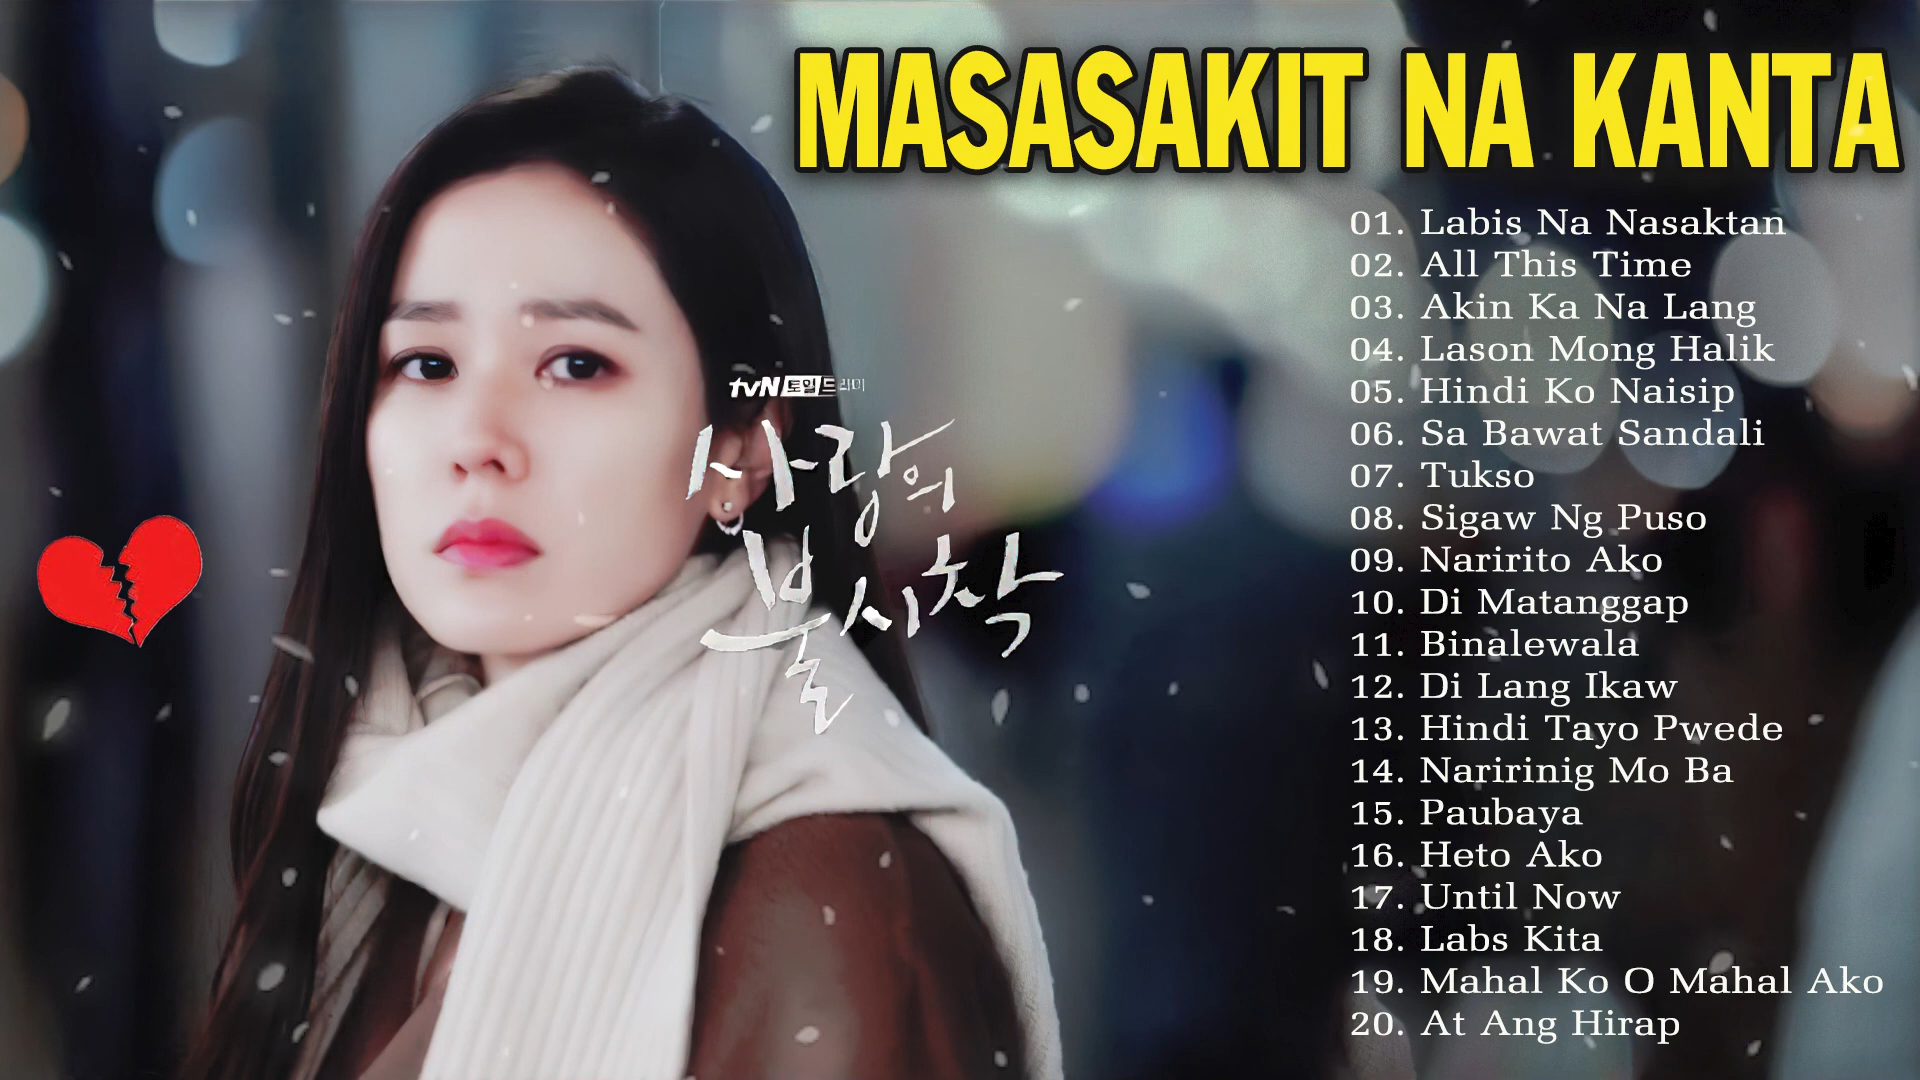 MASASAKIT NA KANTA
tvN 토일드라마
사랑의
불시착
01. Labis Na Nasaktan
02. All This Time
03. Akin Ka Na Lang
04. Lason Mong Halik
05. Hindi Ko Naisip
06. Sa Bawat Sandali
07. Tukso
08. Sigaw Ng Puso
09. Naririto Ako
10. Di Matanggap
11. Binalewala
12. Di Lang Ikaw
13. Hindi Tayo Pwede
14. Naririnig Mo Ba
15. Paubaya
16. Heto Ako
17. Until Now
18. Labs Kita
19. Mahal Ko O Mahal Ako
20. At Ang Hirap